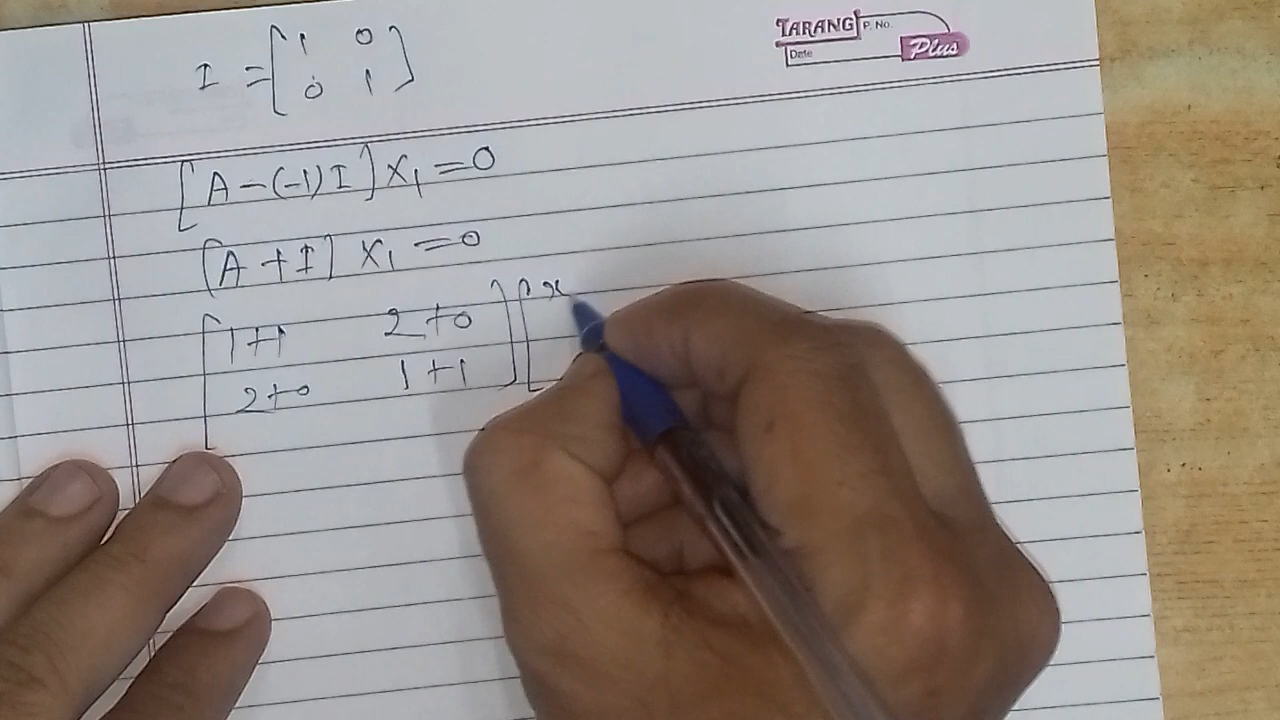 TARANG P. No.
Date Plus
I = [1 0
0 1]
[A-(-1)I]X₁=0
[A+I]X₁=0
[1+1 2+0][x
2+0 1+1]